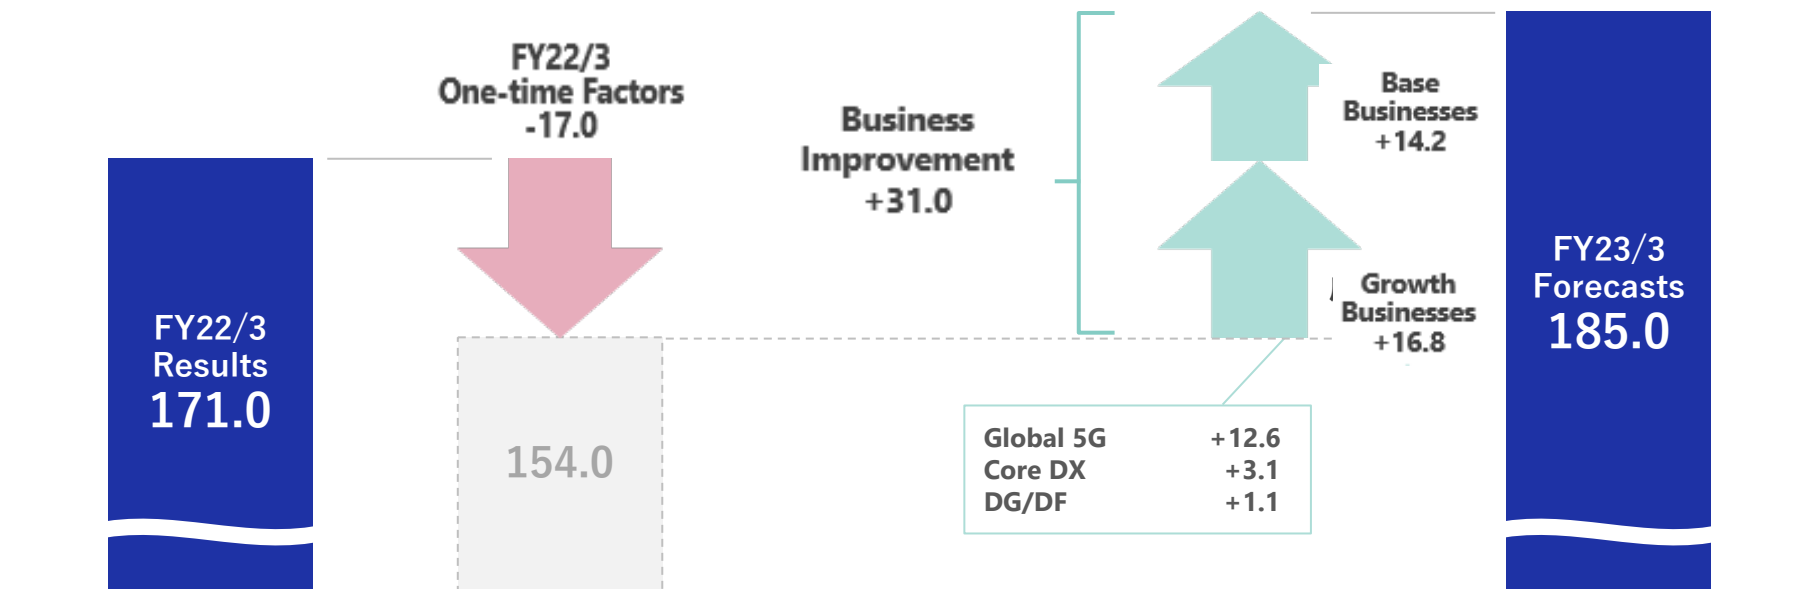 FY22/3
Results
171.0
FY22/3
One-time Factors
-17.0
154.0
Business
Improvement
+31.0
Base
Businesses
+14.2
Growth
Businesses
+16.8
Global 5G +12.6
Core DX +3.1
DG/DF +1.1
FY23/3
Forecasts
185.0